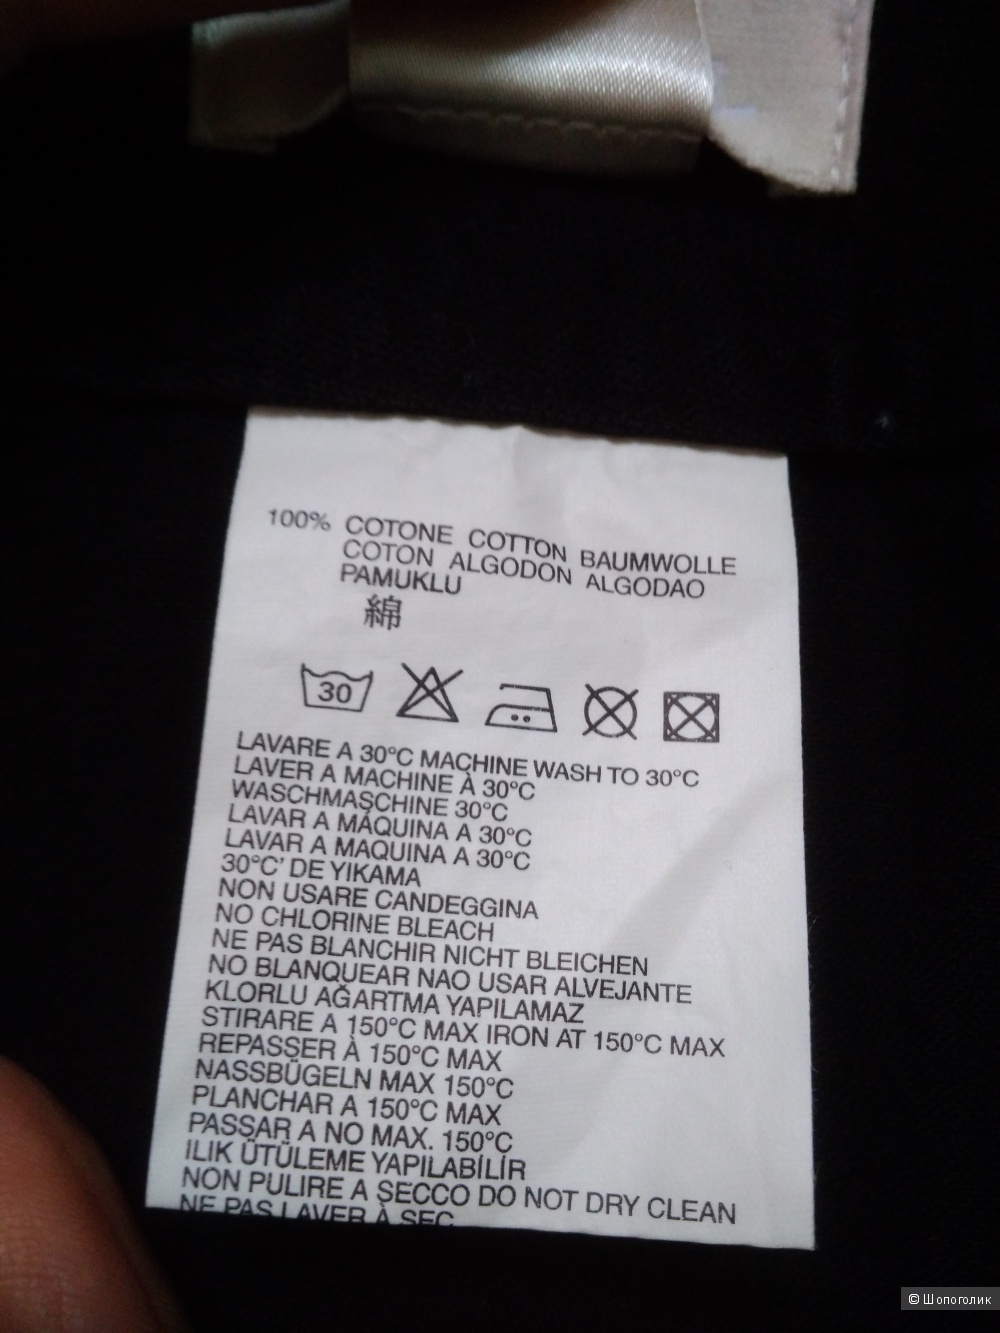 100% COTONE COTTON BAUMWOLLE
COTON ALGODON ALGODAO
PAMUKLU
綿
30
LAVARE A 30°C MACHINE WASH TO 30°C
LAVER A MACHINE À 30°C
WASCHMASCHINE 30°C
LAVAR A MÁQUINA A 30°C
LAVAR A MAQUINA A 30°C
30°C' DE YIKAMA
NON USARE CANDEGGINA
NO CHLORINE BLEACH
NE PAS BLANCHIR NICHT BLEICHEN
NO BLANQUEAR NAO USAR ALVEJANTE
KLORLU AĞARTMA YAPILAMAZ
STIRARE A 150°C MAX IRON AT 150°C MAX
REPASSER À 150°C MAX
NASSBÜGELN MAX 150°C
PLANCHAR A 150°C MAX
PASSAR A NO MAX. 150°C
ILIK ÜTÜLEME YAPILABİLİR
NON PULIRE A SECCO DO NOT DRY CLEAN
NE PAS LAVER À SEC
© Шопоголик